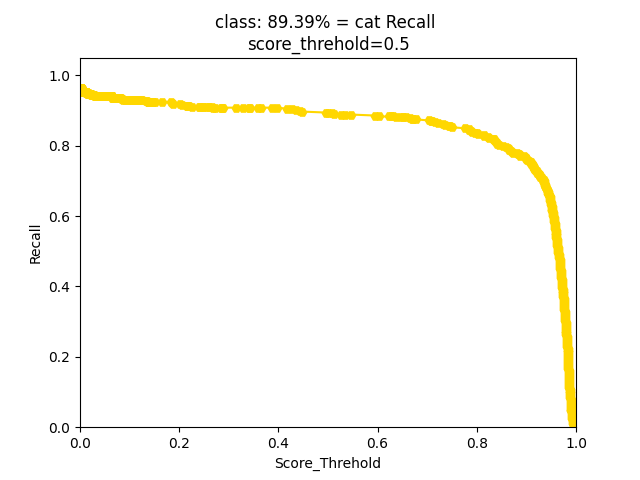 class: 89.39% = cat Recall
score_threhold=0.5
1.0
0.8
0.6
0.4
0.2
0.0
Recall
0.0 0.2 0.4 0.6 0.8 1.0
Score_Threhold